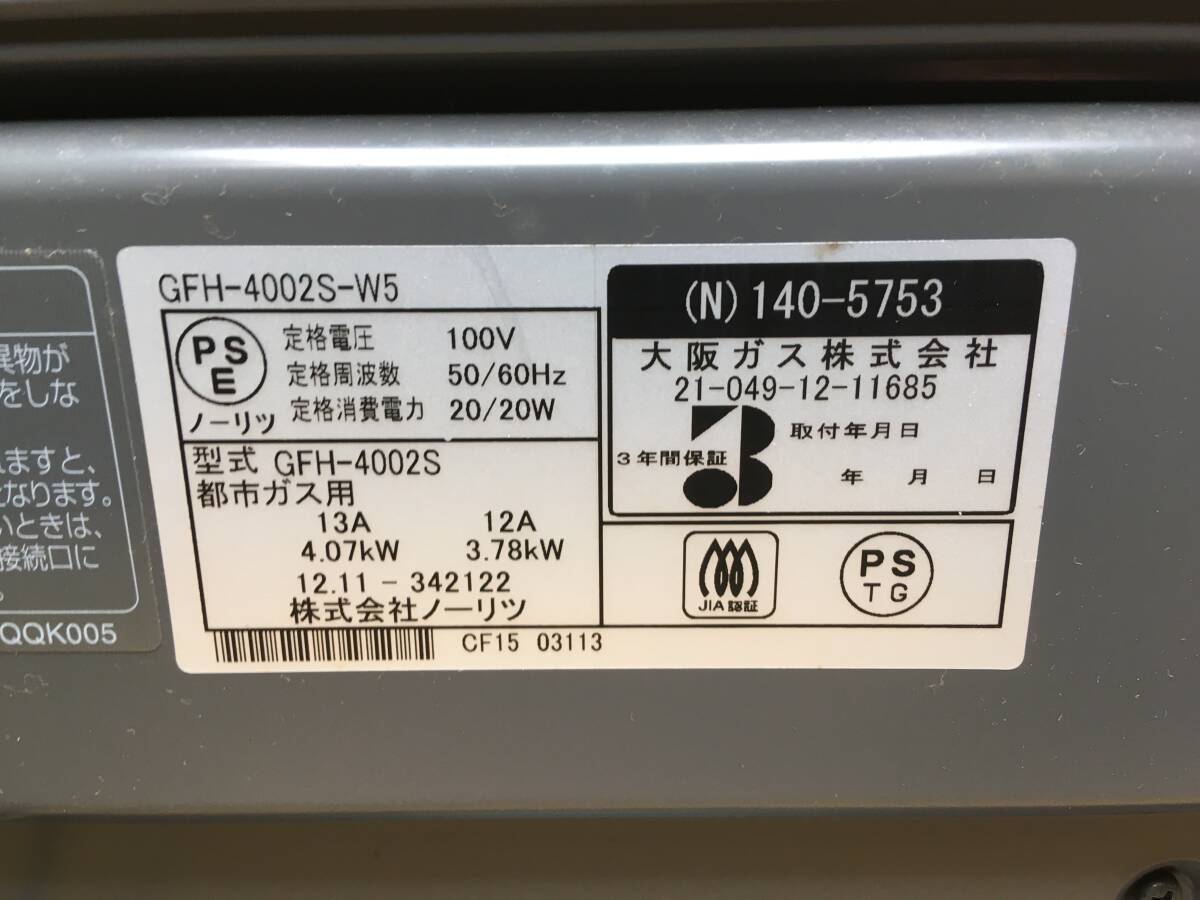 異物が
をしな
れますと、
となります。
いときは、
接続口に
。
QQK005
GFH-4002S-W5
PS
E
ノーリツ
定格電圧 100V
定格周波数 50/60Hz
定格消費電力 20/20W
型式 GFH-4002S
都市ガス用
13A 12A
4.07kW 3.78kW
12.11 - 342122
株式会社ノーリツ
CF15 03113
(N) 140-5753
大阪ガス株式会社
21-049-12-11685
3年間保証
取付年月日
年 月 日
JIA 認証
PS
TG